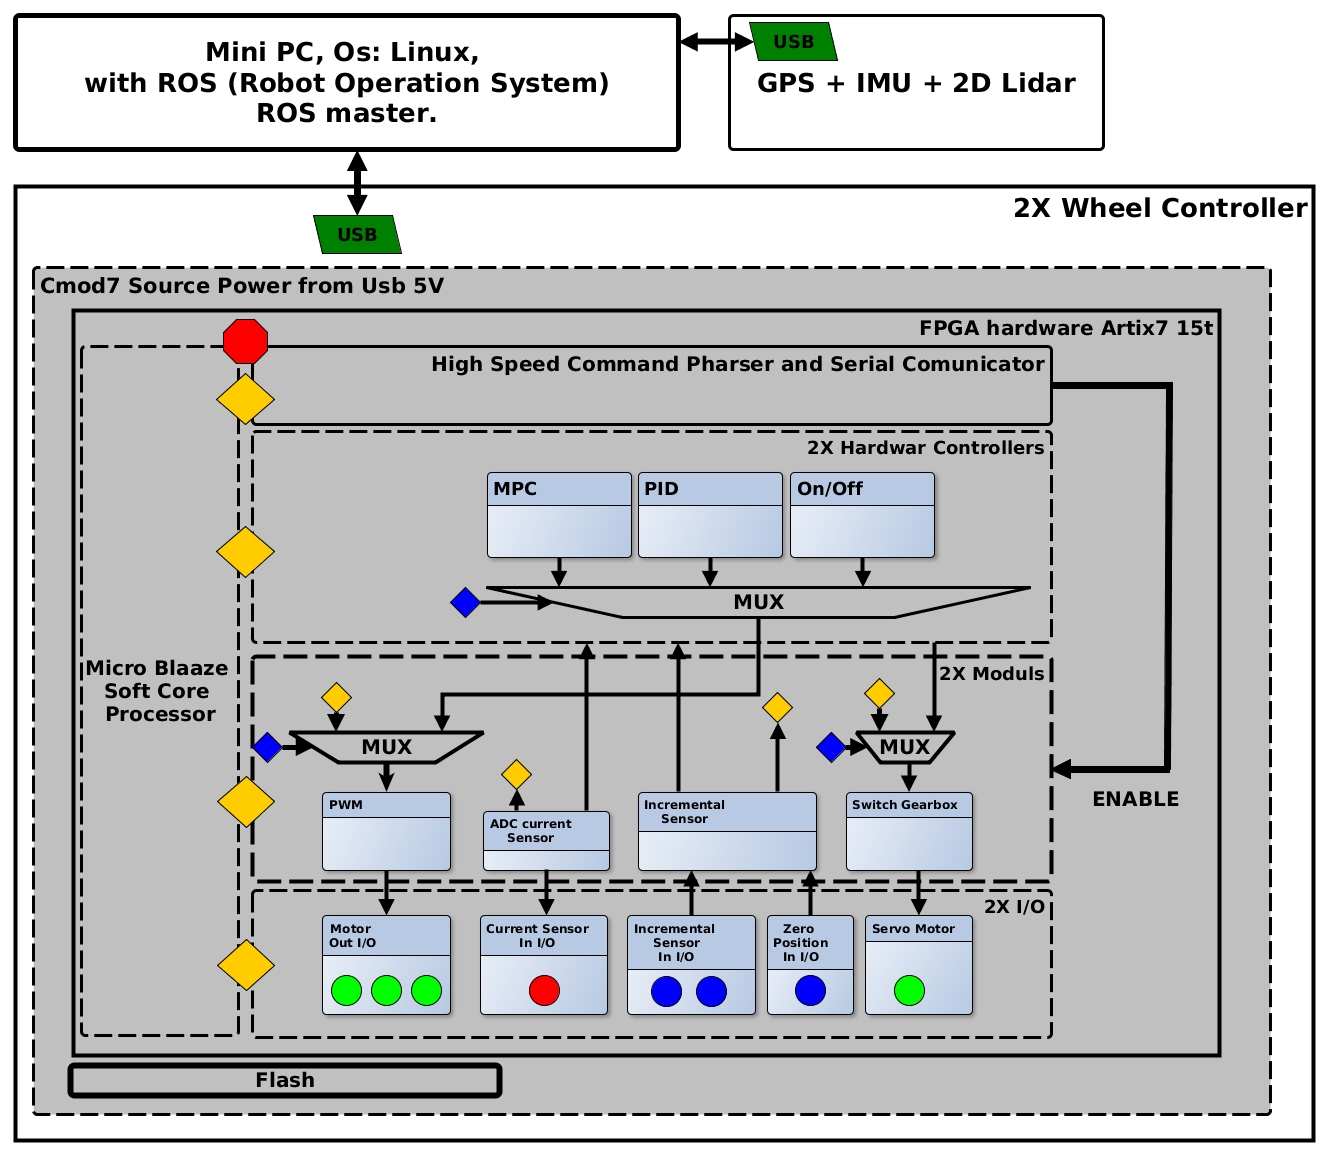 Mini PC, Os: Linux,
with ROS (Robot Operation System)
ROS master.
USB
GPS + IMU + 2D Lidar
2X Wheel Controller
USB
Cmod7 Source Power from Usb 5V
FPGA hardware Artix7 15t
High Speed Command Pharser and Serial Comunicator
2X Hardwar Controllers
MPC
PID
On/Off
MUX
Micro Blaaze
Soft Core
Processor
2X Moduls
MUX
MUX
ENABLE
PWM
ADC current
Sensor
Incremental
Sensor
Switch Gearbox
2X I/O
Motor
Out I/O
Current Sensor
In I/O
Incremental
Sensor
In I/O
Zero
Position
In I/O
Servo Motor
Flash